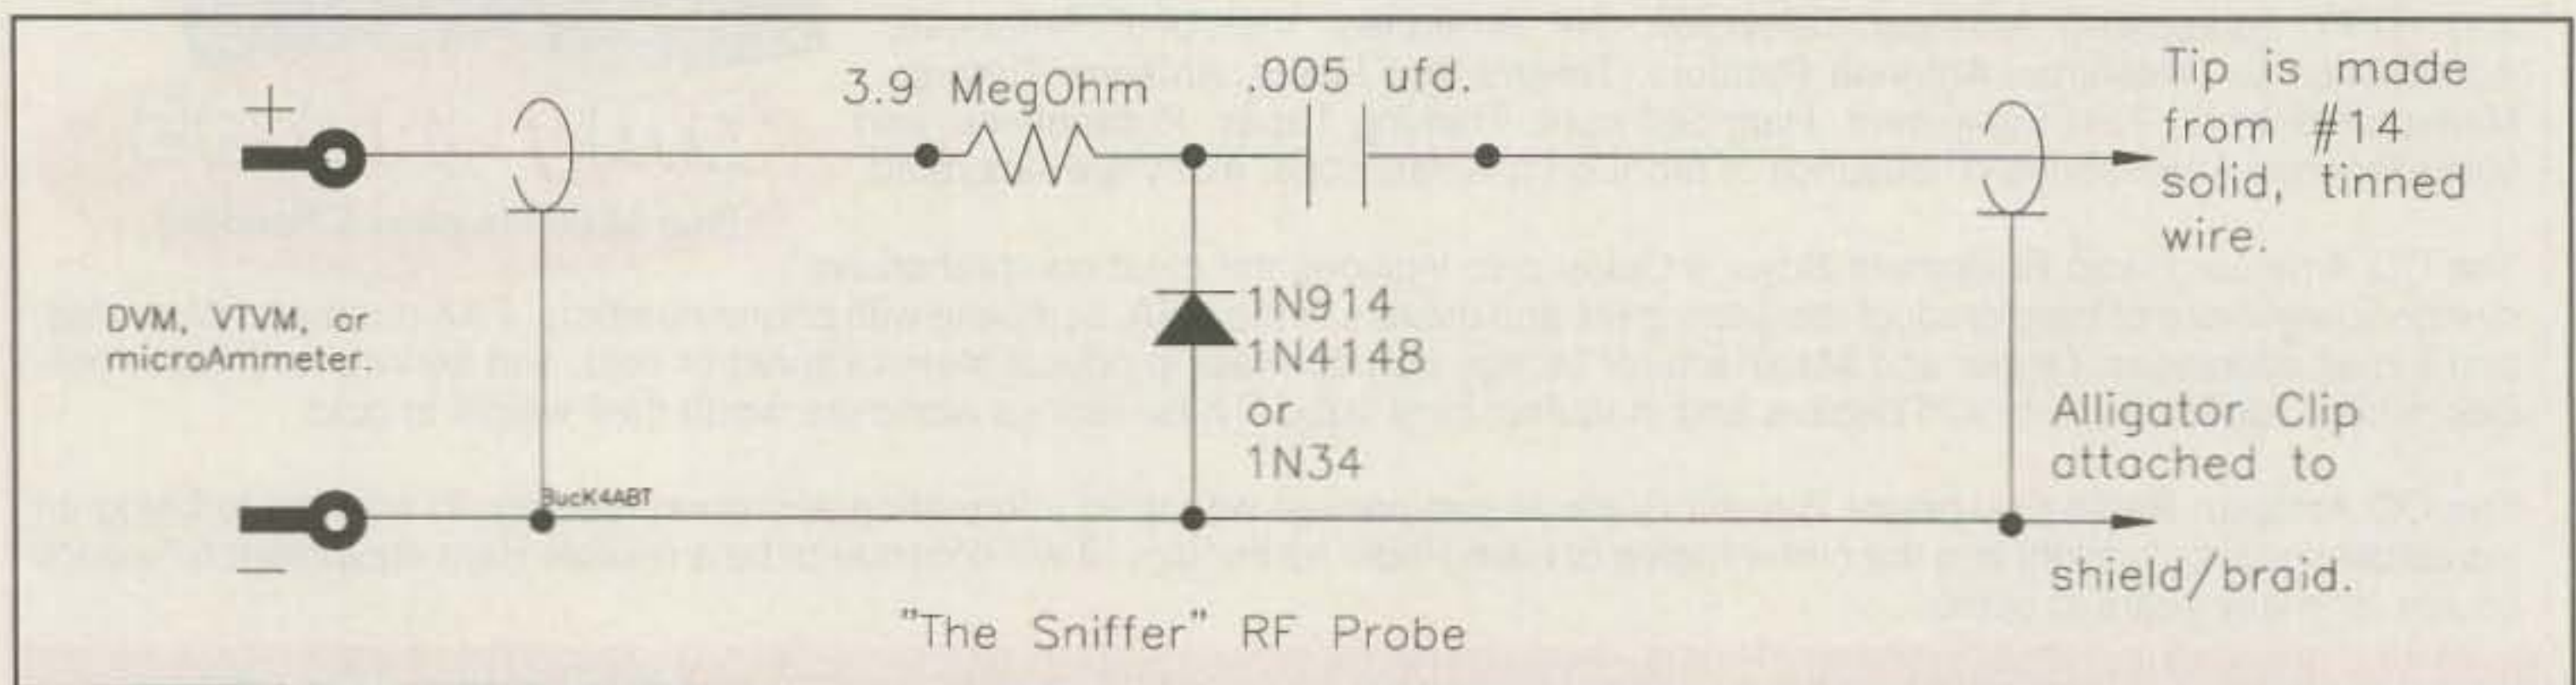 3.9 MegOhm
.005 ufd.
Tip is made
from #14
solid, tinned
wire.
+
DVM, VTVM, or
microAmmeter.
1N914
1N4148
or
1N34
Alligator Clip
attached to
shield/braid.
BucK4ABT
—
"The Sniffer" RF Probe